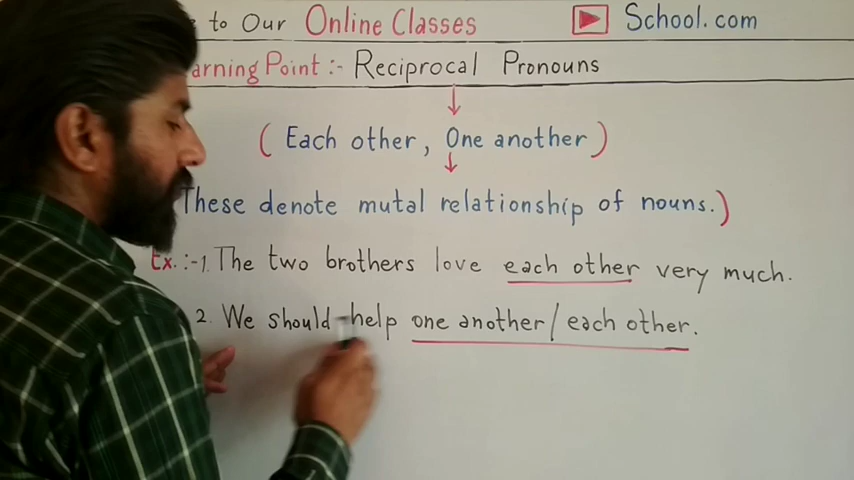 to Our Online Classes School.com
Point :- Reciprocal Pronouns
(Each other, One another)
These denote mutal relationship of nouns.)
Ex. :- 1. The two brothers love each other very much.
2. We should help one another/each other.